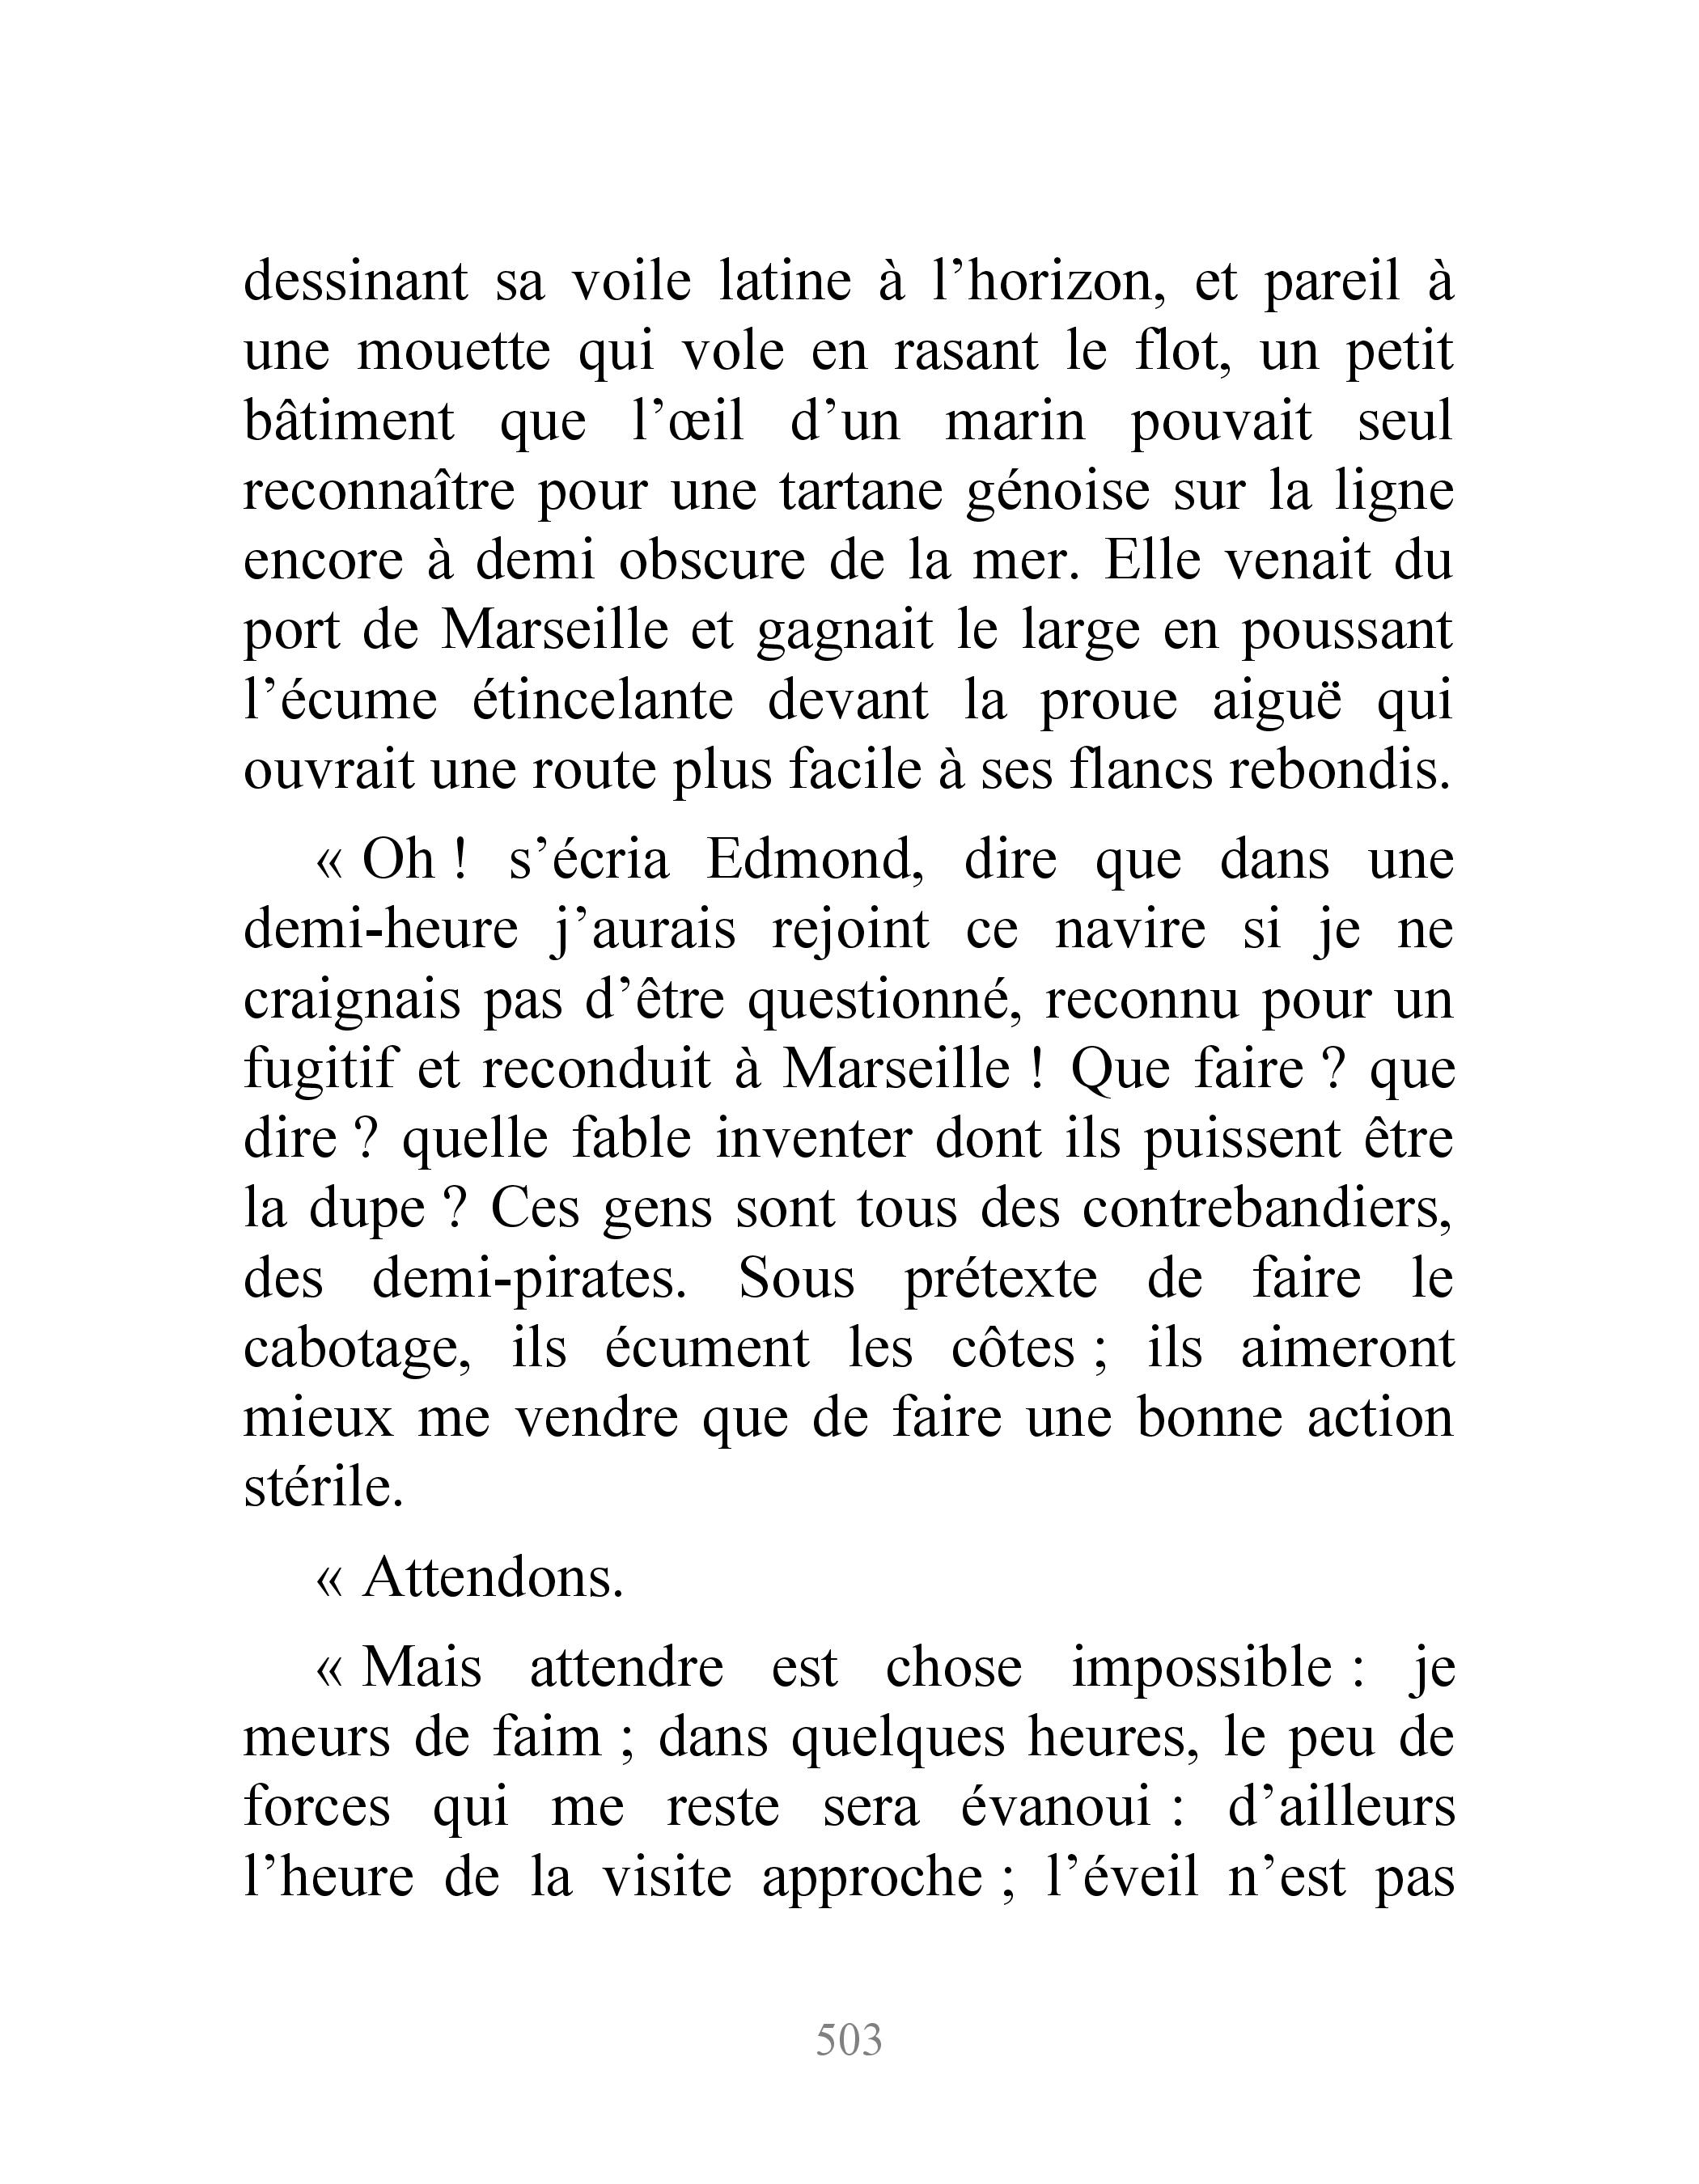 dessinant sa voile latine à l’horizon, et pareil à
une mouette qui vole en rasant le flot, un petit
bâtiment que l’œil d’un marin pouvait seul
reconnaître pour une tartane génoise sur la ligne
encore à demi obscure de la mer. Elle venait du
port de Marseille et gagnait le large en poussant
l’écume étincelante devant la proue aiguë qui
ouvrait une route plus facile à ses flancs rebondis.
« Oh ! s’écria Edmond, dire que dans une
demi-heure j’aurais rejoint ce navire si je ne
craignais pas d’être questionné, reconnu pour un
fugitif et reconduit à Marseille ! Que faire ? que
dire ? quelle fable inventer dont ils puissent être
la dupe ? Ces gens sont tous des contrebandiers,
des demi-pirates. Sous prétexte de faire le
cabotage, ils écument les côtes ; ils aimeront
mieux me vendre que de faire une bonne action
stérile.
« Attendons.
« Mais attendre est chose impossible : je
meurs de faim ; dans quelques heures, le peu de
forces qui me reste sera évanoui : d’ailleurs
l’heure de la visite approche ; l’éveil n’est pas
503